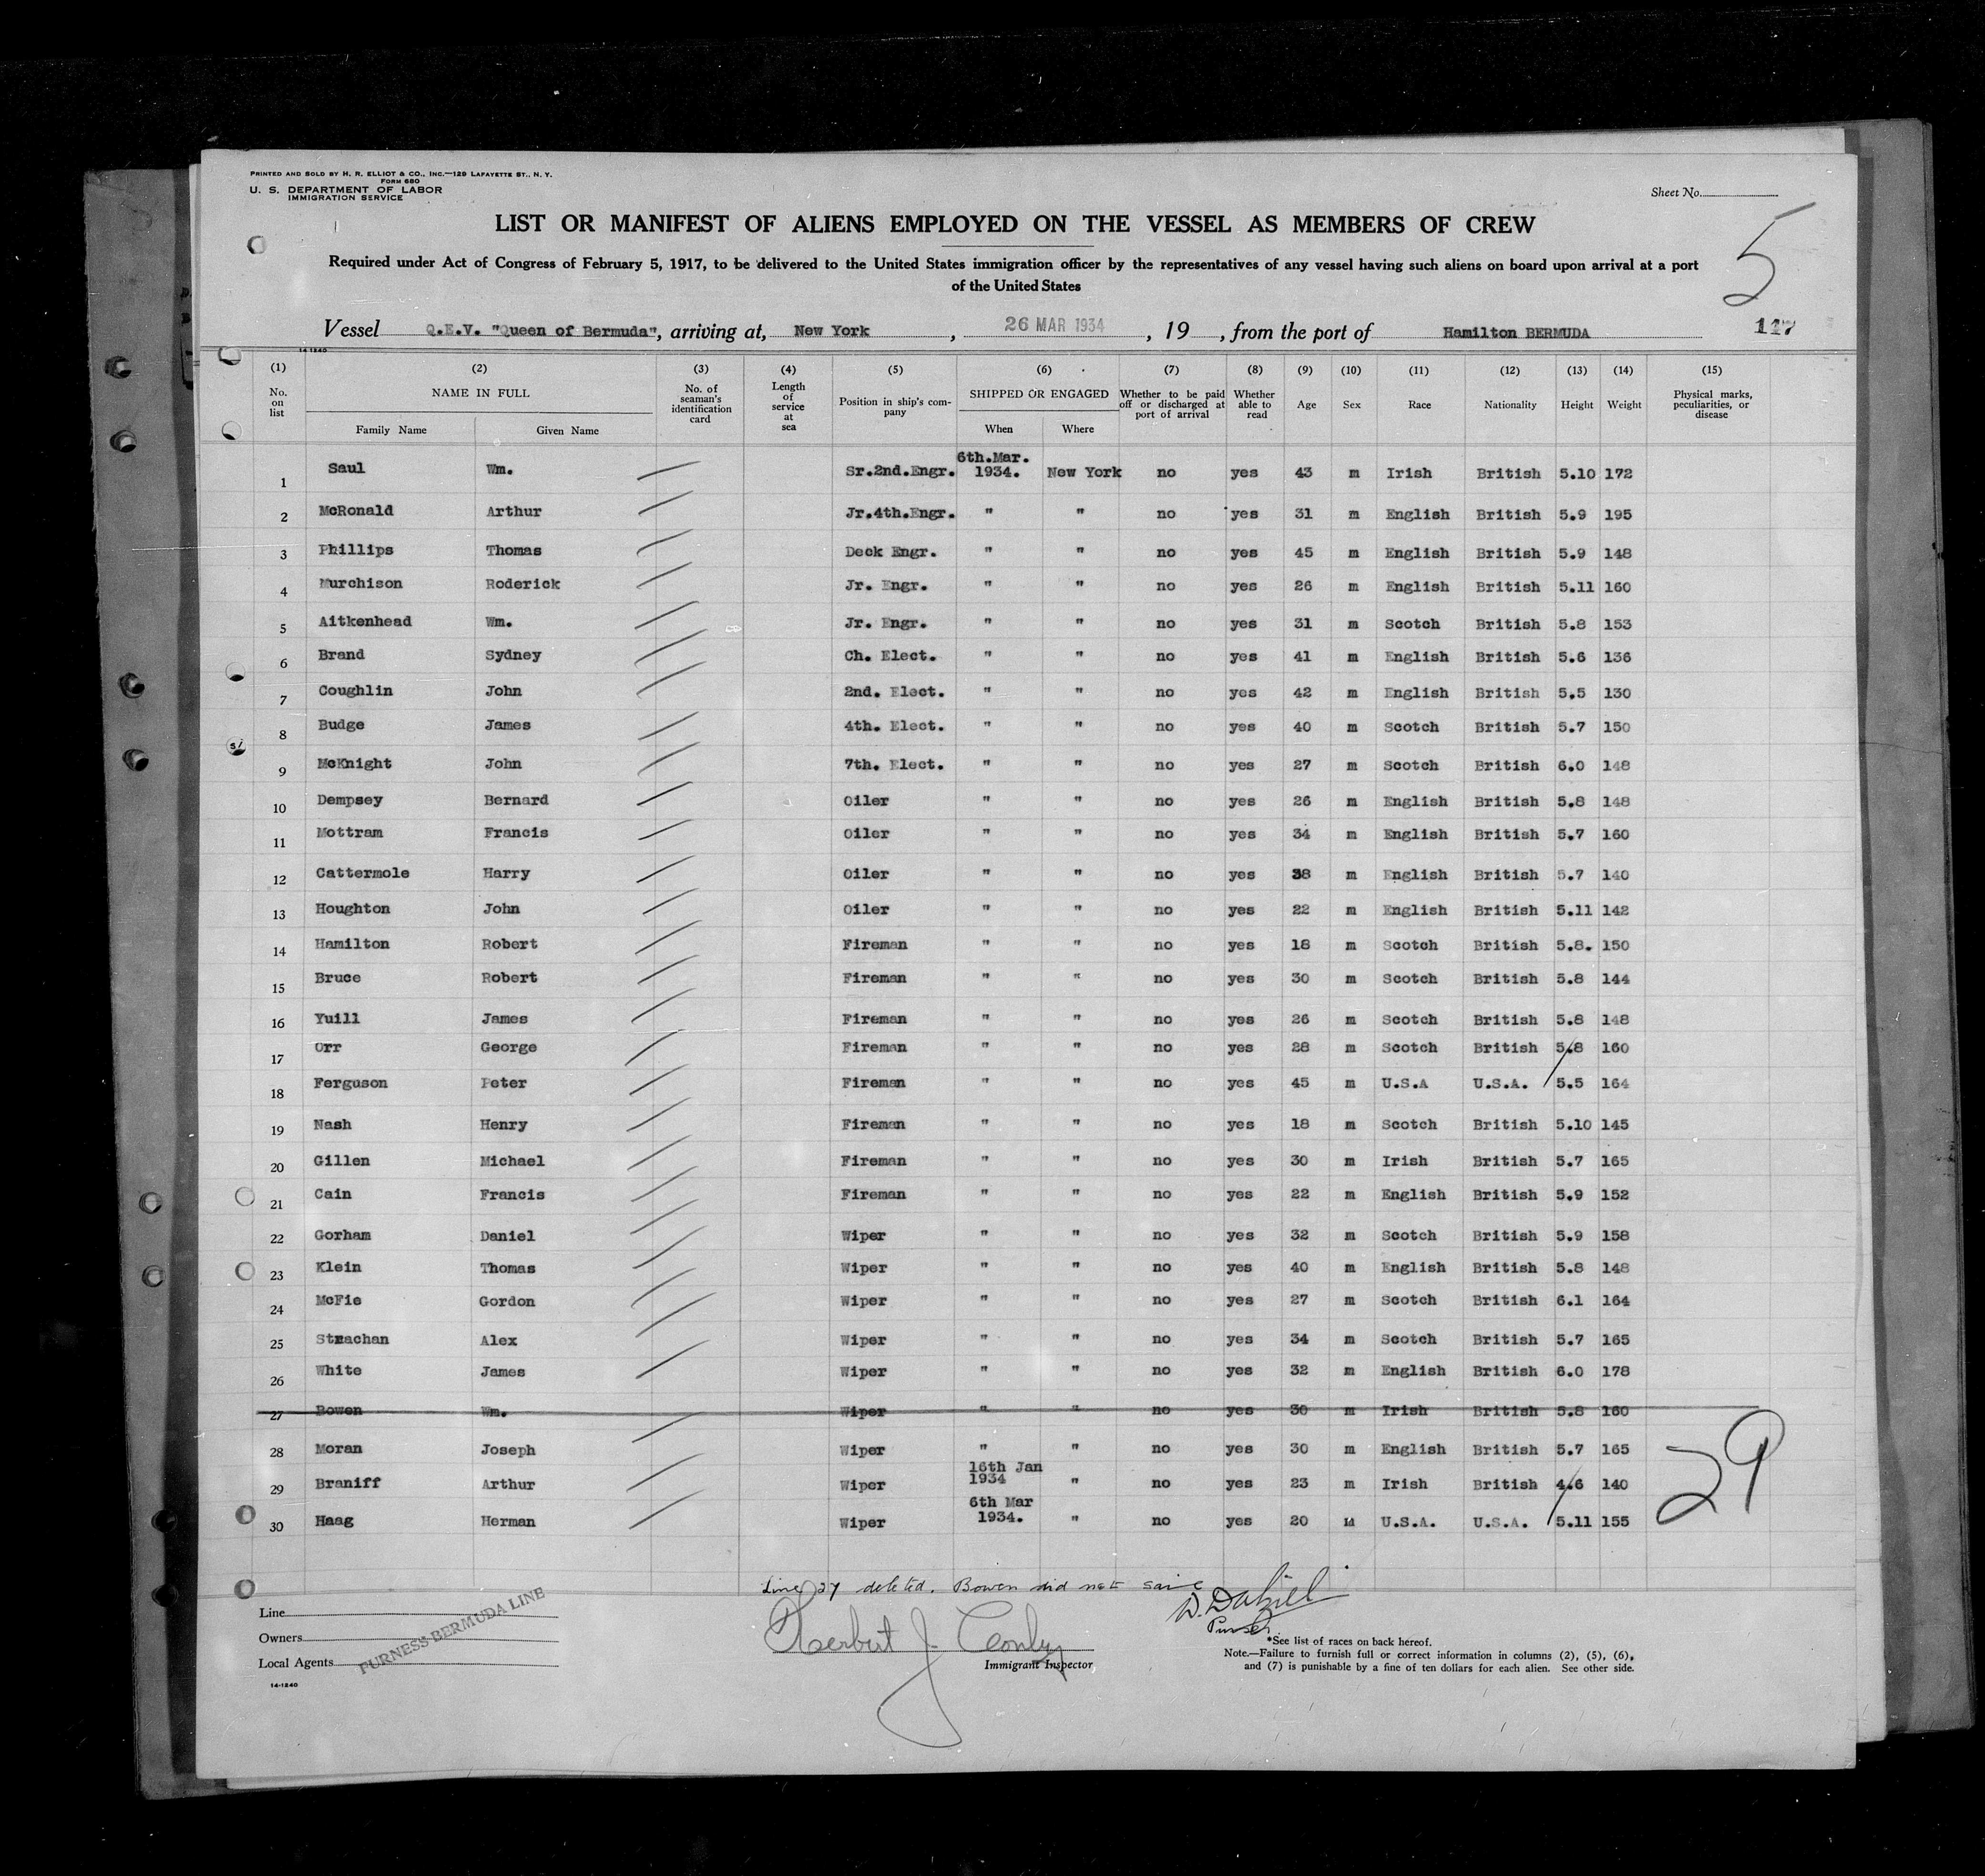 PRINTED AND SOLD BY H. R. ELLIOT & CO., INC.—129 LAFAYETTE ST., N. Y.
FORM 680
U. S. DEPARTMENT OF LABOR
IMMIGRATION SERVICE
Sheet No.
5
LIST OR MANIFEST OF ALIENS EMPLOYED ON THE VESSEL AS MEMBERS OF CREW
Required under Act of Congress of February 5, 1917, to be delivered to the United States immigration officer by the representatives of any vessel having such aliens on board upon arrival at a port
of the United States
Vessel Q.E.V. "Queen of Bermuda", arriving at, New York, 26 MAR 1934, 19 , from the port of Hamilton BERMUDA 117
14-1240
(1) (2) (3) (4) (5) (6) (7) (8) (9) (10) (11) (12) (13) (14) (15)
No. on list NAME IN FULL Family Name Given Name No. of seaman's identification card Length of service at sea Position in ship's company SHIPPED OR ENGAGED When Where Whether to be paid off or discharged at port of arrival Whether able to read Age Sex Race Nationality Height Weight Physical marks, peculiarities, or disease
1 Saul Wm. Sr.2nd.Engr. 6th.Mar. 1934. New York no yes 43 m Irish British 5.10 172
2 McRonald Arthur Jr.4th.Engr. " " no yes 31 m English British 5.9 195
3 Phillips Thomas Deck Engr. " " no yes 45 m English British 5.9 148
4 Murchison Roderick Jr. Engr. " " no yes 26 m English British 5.11 160
5 Aitkenhead Wm. Jr. Engr. " " no yes 31 m Scotch British 5.8 153
6 Brand Sydney Ch. Elect. " " no yes 41 m English British 5.6 136
7 Coughlin John 2nd. Elect. " " no yes 42 m English British 5.5 130
8 Budge James 4th. Elect. " " no yes 40 m Scotch British 5.7 150
9 McKnight John 7th. Elect. " " no yes 27 m Scotch British 6.0 148
10 Dempsey Bernard Oiler " " no yes 26 m English British 5.8 148
11 Mottram Francis Oiler " " no yes 34 m English British 5.7 160
12 Cattermole Harry Oiler " " no yes 38 m English British 5.7 140
13 Houghton John Oiler " " no yes 22 m English British 5.11 142
14 Hamilton Robert Fireman " " no yes 18 m Scotch British 5.8. 150
15 Bruce Robert Fireman " " no yes 30 m Scotch British 5.8 144
16 Yuill James Fireman " " no yes 26 m Scotch British 5.8 148
17 Orr George Fireman " " no yes 28 m Scotch British 5.8 160
18 Ferguson Peter Fireman " " no yes 45 m U.S.A U.S.A. 5.5 164
19 Nash Henry Fireman " " no yes 18 m Scotch British 5.10 145
20 Gillen Michael Fireman " " no yes 30 m Irish British 5.7 165
21 Cain Francis Fireman " " no yes 22 m English British 5.9 152
22 Gorham Daniel Wiper " " no yes 32 m Scotch British 5.9 158
23 Klein Thomas Wiper " " no yes 40 m English British 5.8 148
24 McFie Gordon Wiper " " no yes 27 m Scotch British 6.1 164
25 Strachan Alex Wiper " " no yes 34 m Scotch British 5.7 165
26 White James Wiper " " no yes 32 m English British 6.0 178
27 Bowen Wm. Wiper " " no yes 30 m Irish British 5.8 160
28 Moran Joseph Wiper " " no yes 30 m English British 5.7 165
29 Braniff Arthur Wiper 16th Jan 1934 " no yes 23 m Irish British 4.6 140
30 Haag Herman Wiper 6th Mar 1934. " no yes 20 M U.S.A. U.S.A. 5.11 155
29
Line 27 deleted. Bowen did not sail
Purser
Line
Owners
Local Agents
FURNESS BERMUDA LINE
14-1240
Herbert J.
Immigrant Inspector
*See list of races on back hereof.
Note.—Failure to furnish full or correct information in columns (2), (5), (6),
and (7) is punishable by a fine of ten dollars for each alien. See other side.